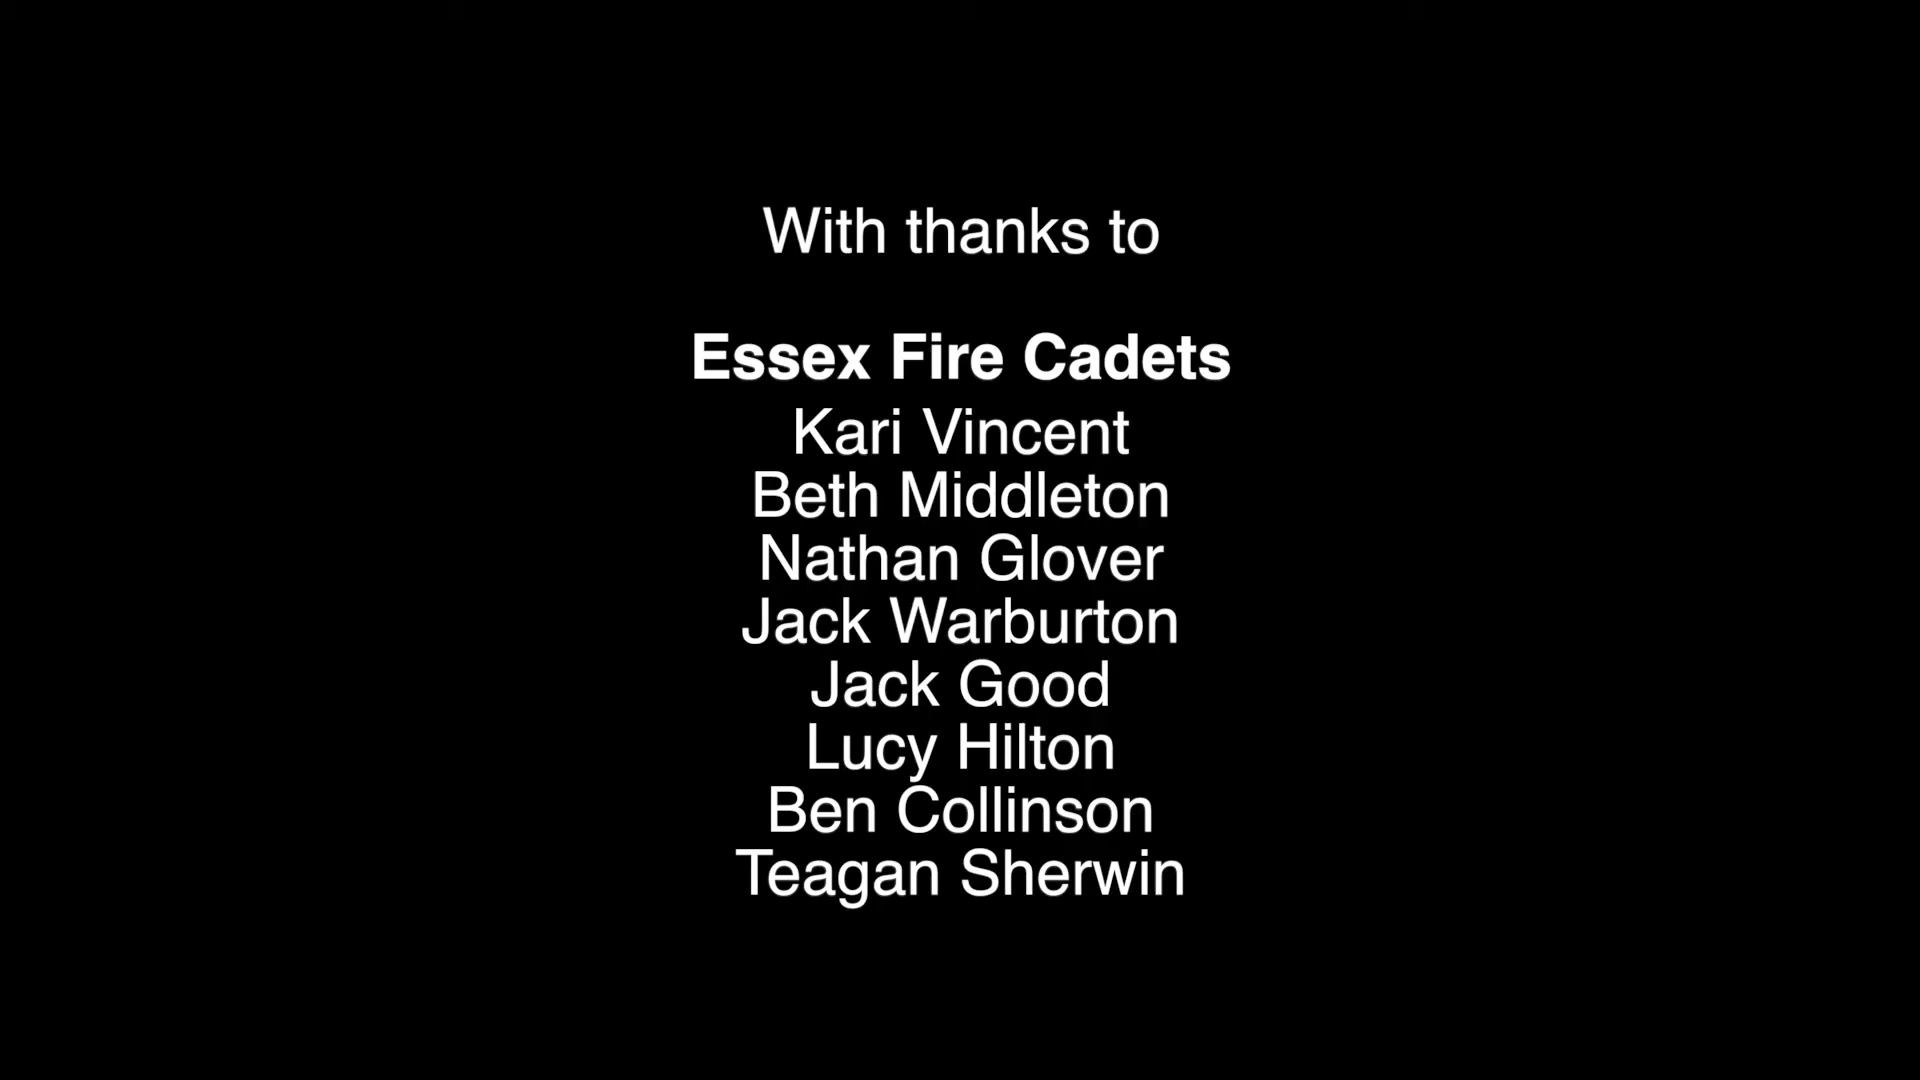 With thanks to
Essex Fire Cadets
Kari Vincent
Beth Middleton
Nathan Glover
Jack Warburton
Jack Good
Lucy Hilton
Ben Collinson
Teagan Sherwin